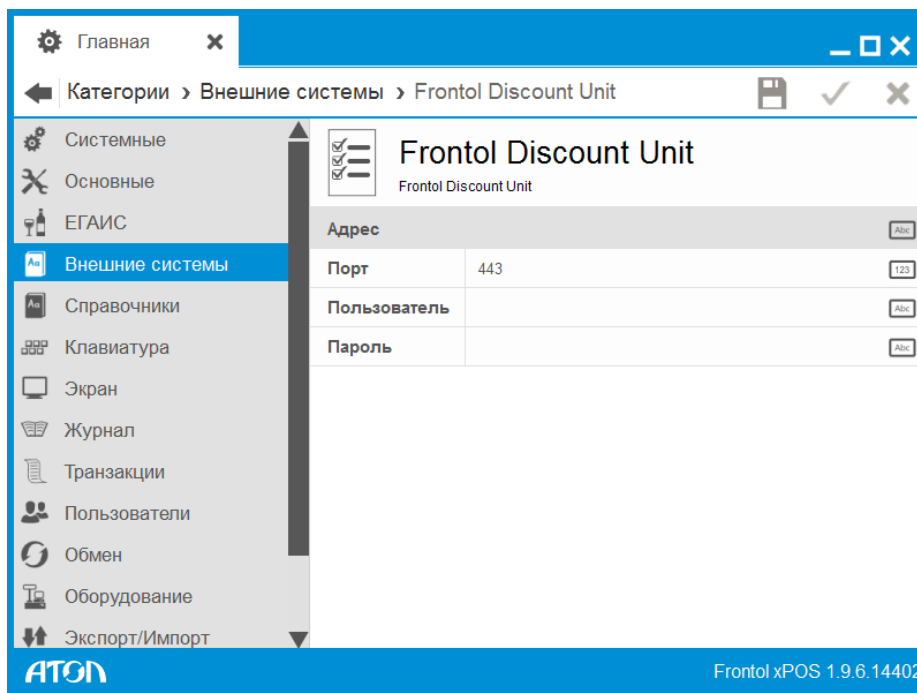 Главная
Категории › Внешние системы › Frontol Discount Unit
Системные
Основные
ЕГАИС
Внешние системы
Справочники
Клавиатура
Экран
Журнал
Транзакции
Пользователи
Обмен
Оборудование
Экспорт/Импорт
Frontol Discount Unit
Frontol Discount Unit
Адрес Abc
Порт 443 123
Пользователь Abc
Пароль Abc
АТОЛ Frontol xPOS 1.9.6.14402